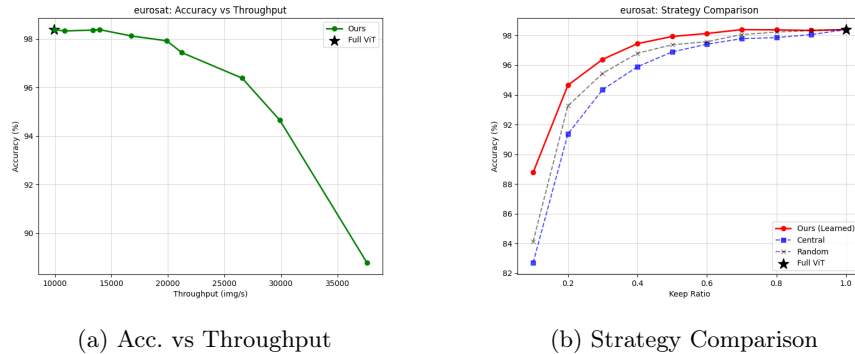 eurosat: Accuracy vs Throughput
Ours
Full ViT
98
96
94
92
90
Accuracy (%)
10000 15000 20000 25000 30000 35000
Throughput (img/s)
(a) Acc. vs Throughput
eurosat: Strategy Comparison
98
96
94
92
90
88
86
84
82
Accuracy (%)
Ours (Learned)
Central
Random
Full ViT
0.2 0.4 0.6 0.8 1.0
Keep Ratio
(b) Strategy Comparison